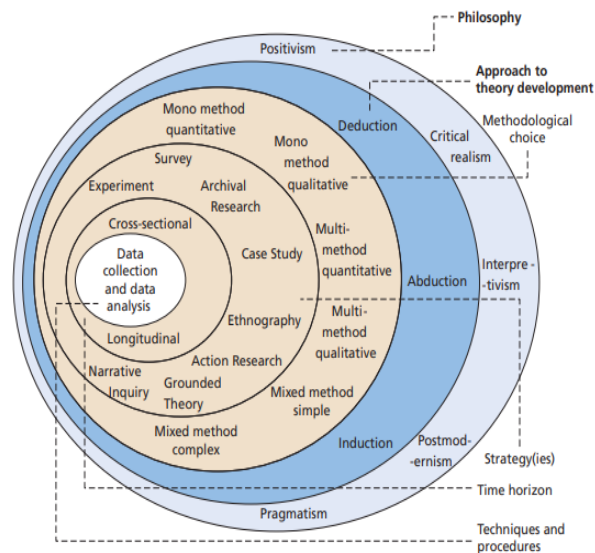 Philosophy
Positivism
Approach to
theory development
Mono method
quantitative
Deduction
Methodological
choice
Critical
realism
Mono
method
qualitative
Survey
Experiment
Archival
Research
Cross-sectional
Multi-
method
quantitative
Case Study
Data
collection
and data
analysis
Abduction
Interpre-
-tivism
Ethnography
Multi-
method
qualitative
Longitudinal
Action Research
Narrative
Inquiry
Grounded
Theory
Mixed method
simple
Mixed method
complex
Induction
Postmod-
-ernism
Strategy(ies)
Time horizon
Pragmatism
Techniques and
procedures